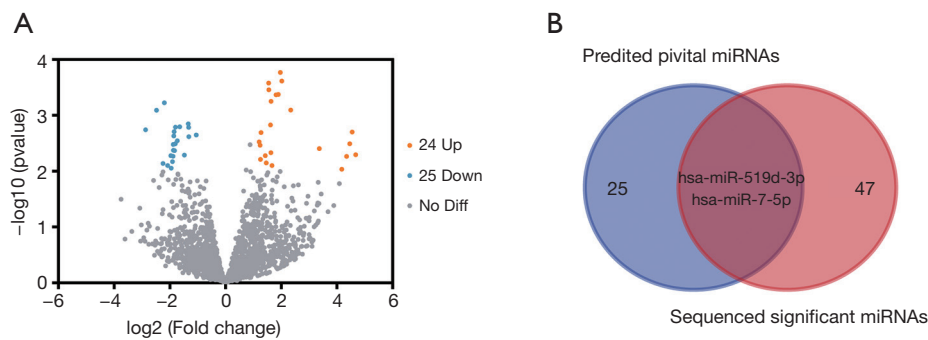 A
4
3
2
1
0
−log10 (pvalue)
−6
−4
−2
0
2
4
6
log2 (Fold change)
24 Up
25 Down
No Diff
B
Predited pivital miRNAs
25
hsa-miR-519d-3p
hsa-miR-7-5p
47
Sequenced significant miRNAs